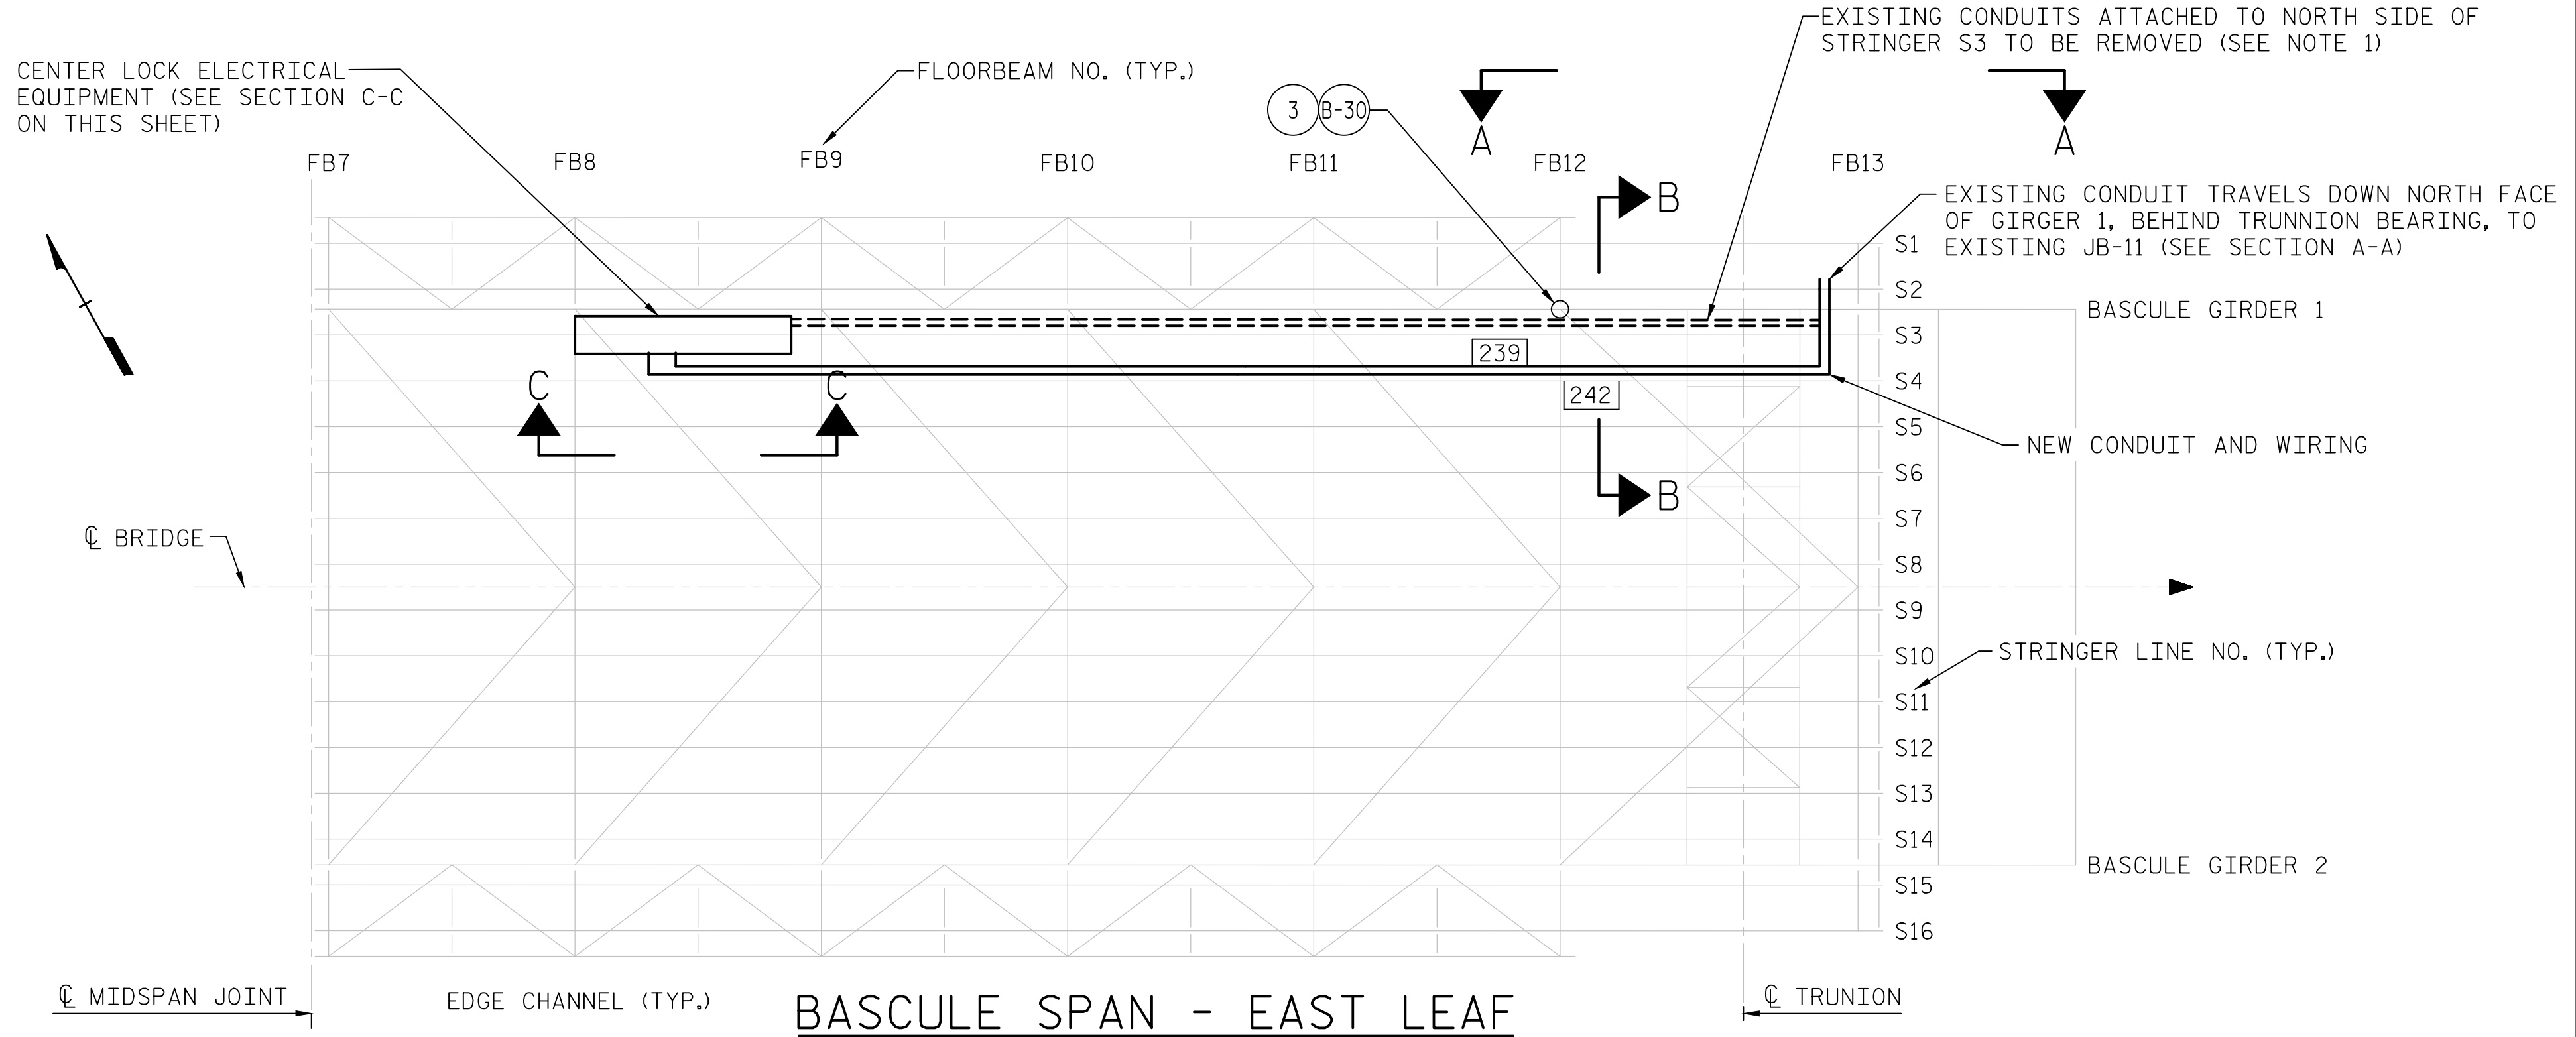 EXISTING CONDUITS ATTACHED TO NORTH SIDE OF
STRINGER S3 TO BE REMOVED (SEE NOTE 1)
CENTER LOCK ELECTRICAL
EQUIPMENT (SEE SECTION C-C
ON THIS SHEET)
FLOORBEAM NO. (TYP.)
3 B-30
A A
FB7 FB8 FB9 FB10 FB11 FB12 FB13
B
EXISTING CONDUIT TRAVELS DOWN NORTH FACE
OF GIRGER 1, BEHIND TRUNNION BEARING, TO
EXISTING JB-11 (SEE SECTION A-A)
S1
S2
BASCULE GIRDER 1
S3
239
S4
C C
242
S5
NEW CONDUIT AND WIRING
S6
B
S7
℄ BRIDGE
S8
S9
S10
STRINGER LINE NO. (TYP.)
S11
S12
S13
S14
BASCULE GIRDER 2
S15
S16
℄ MIDSPAN JOINT
EDGE CHANNEL (TYP.)
℄ TRUNION
BASCULE SPAN - EAST LEAF